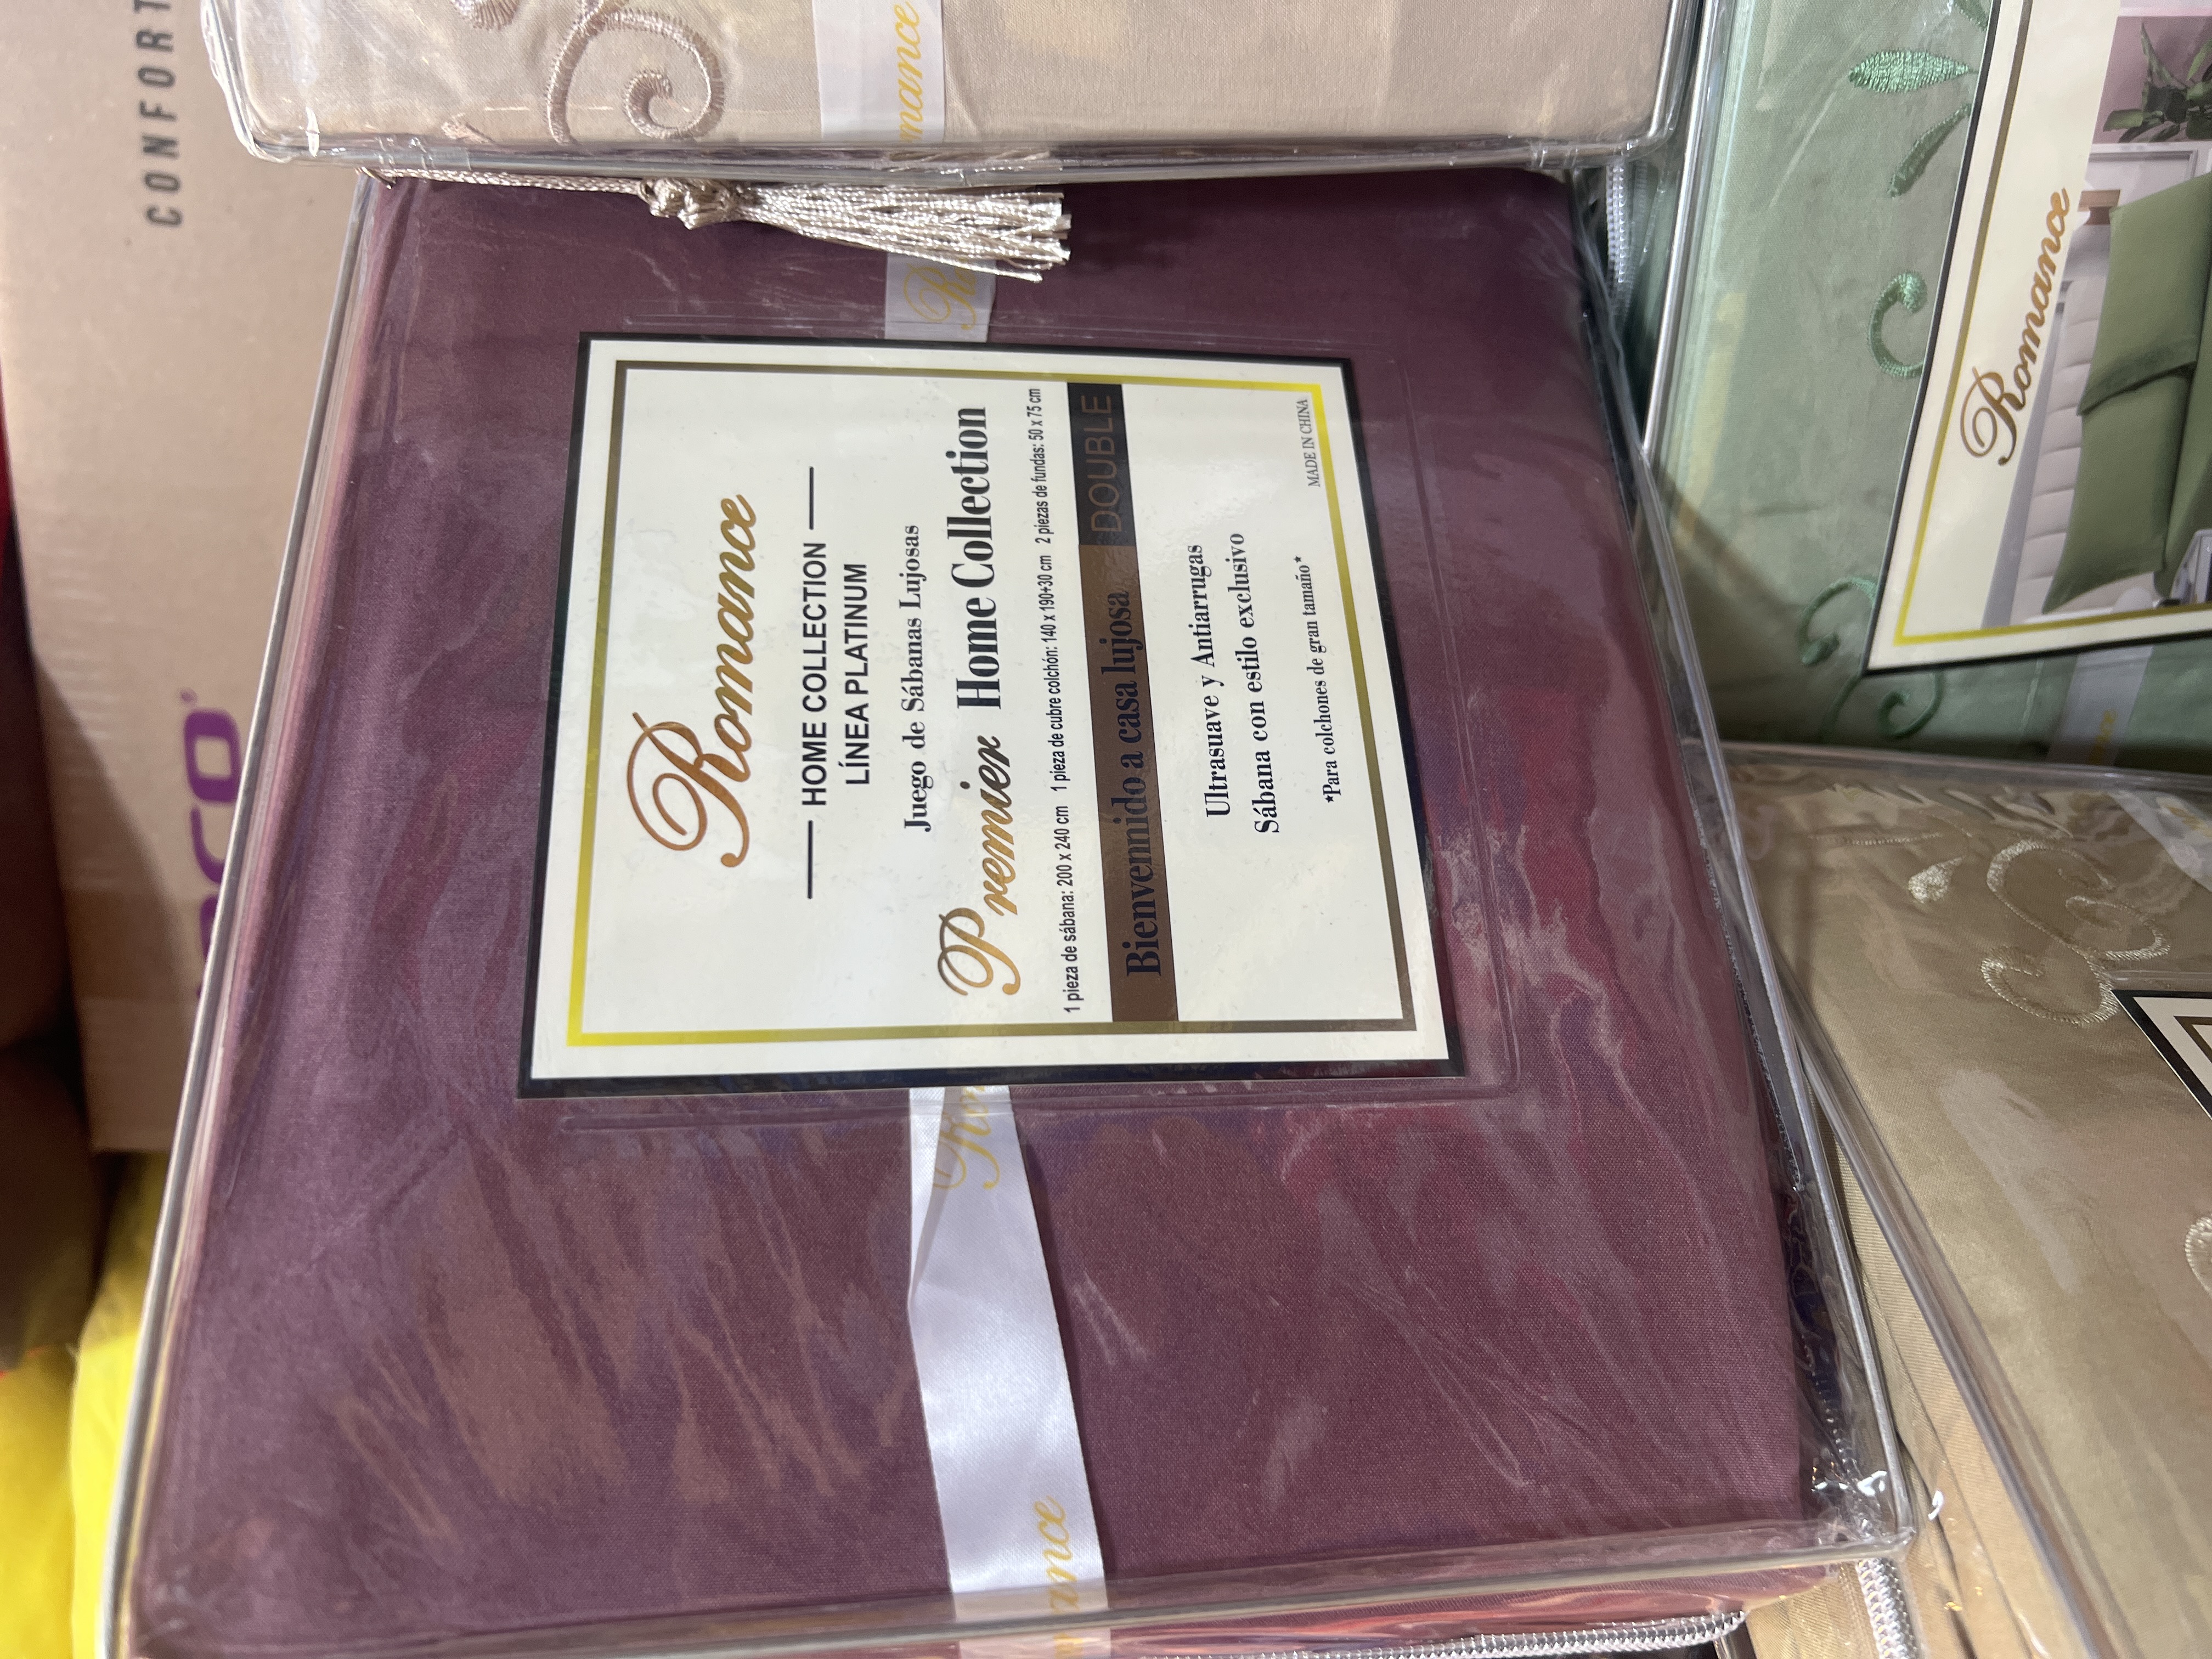 Romance
HOME COLLECTION
LÍNEA PLATINUM
Juego de Sábanas Lujosas
Premier Home Collection
1 pieza de sábana: 200 x 240 cm 1 pieza de cubre colchón: 140 x 190+30 cm 2 piezas de fundas: 50 x 75 cm
Bienvenido a casa lujosa DOUBLE
Ultrasuave y Antiarrugas
Sábana con estilo exclusivo
*Para colchones de gran tamaño*
MADE IN CHINA
Romance
CONFORT